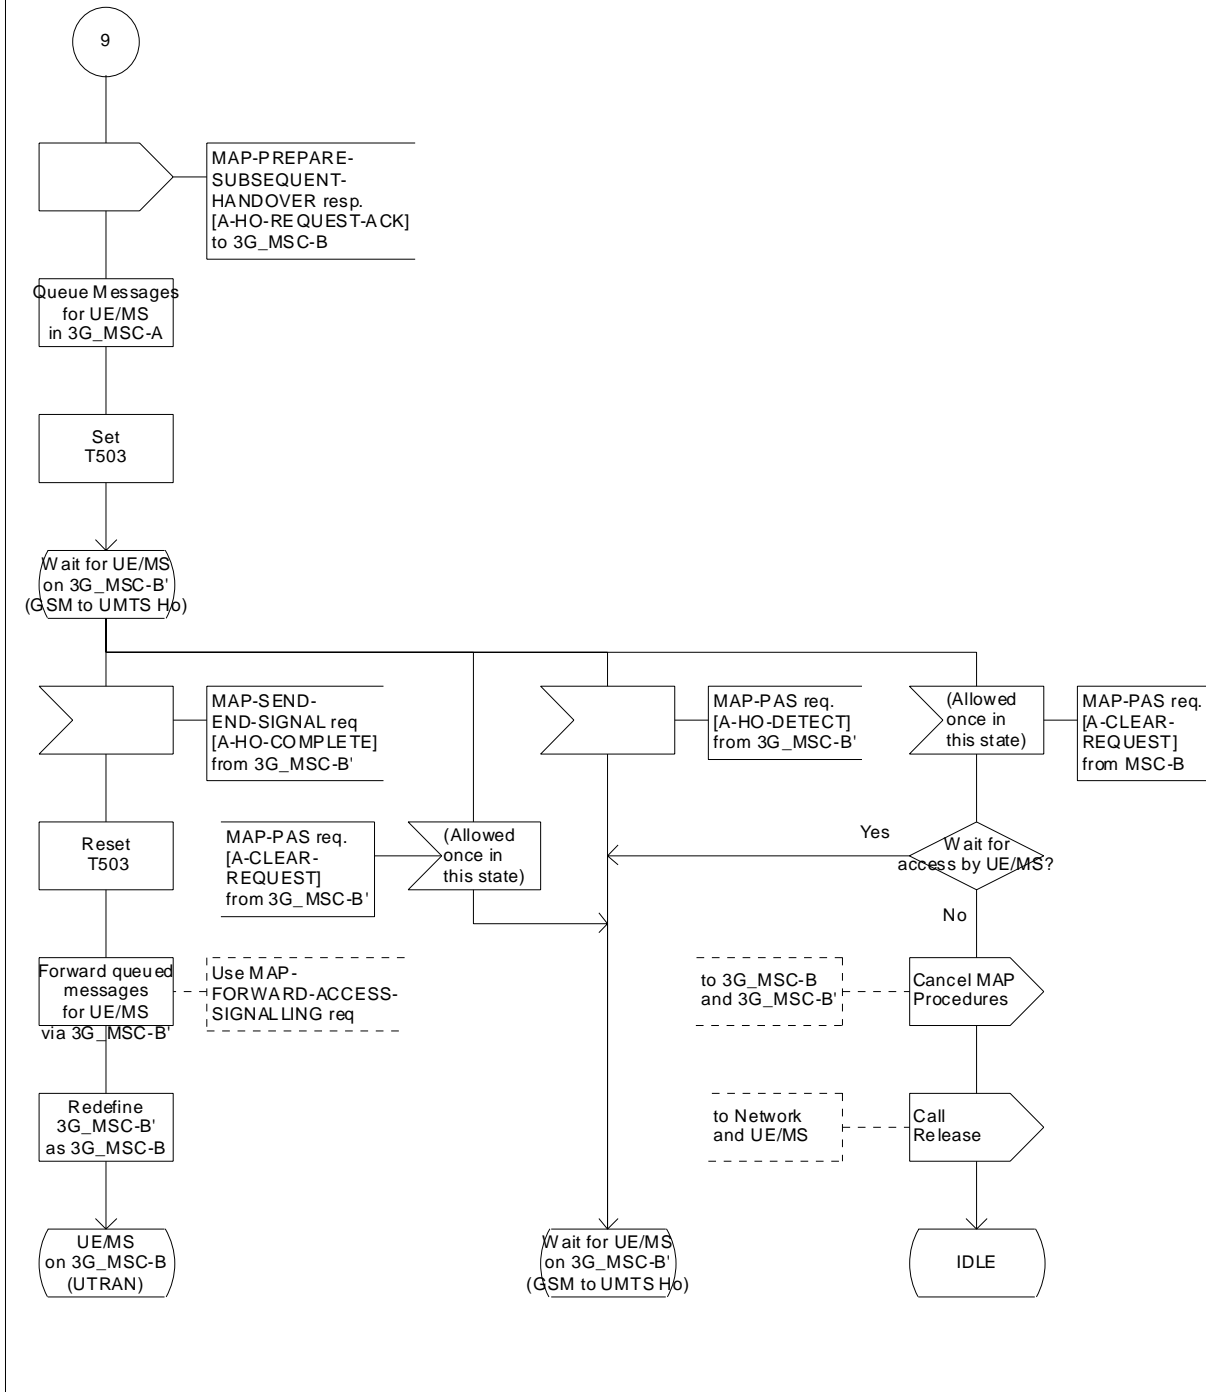 9
MAP-PREPARE-
SUBSEQUENT-
HANDOVER resp.
[A-HO-REQUEST-ACK]
to 3G_MSC-B
Queue Messages
for UE/MS
in 3G_MSC-A
Set
T503
Wait for UE/MS
on 3G_MSC-B'
(GSM to UMTS Ho)
MAP-SEND-
END-SIGNAL req
[A-HO-COMPLETE]
from 3G_MSC-B'
MAP-PAS req.
[A-HO-DETECT]
from 3G_MSC-B'
(Allowed
once in
this state)
MAP-PAS req.
[A-CLEAR-
REQUEST]
from MSC-B
Reset
T503
MAP-PAS req.
[A-CLEAR-
REQUEST]
from 3G_MSC-B'
(Allowed
once in
this state)
Yes
Wait for
access by UE/MS?
No
Forward queued
messages
for UE/MS
via 3G_MSC-B'
Use MAP-
FORWARD-ACCESS-
SIGNALLING req
to 3G_MSC-B
and 3G_MSC-B'
Cancel MAP
Procedures
Redefine
3G_MSC-B'
as 3G_MSC-B
to Network
and UE/MS
Call
Release
UE/MS
on 3G_MSC-B
(UTRAN)
Wait for UE/MS
on 3G_MSC-B'
(GSM to UMTS Ho)
IDLE